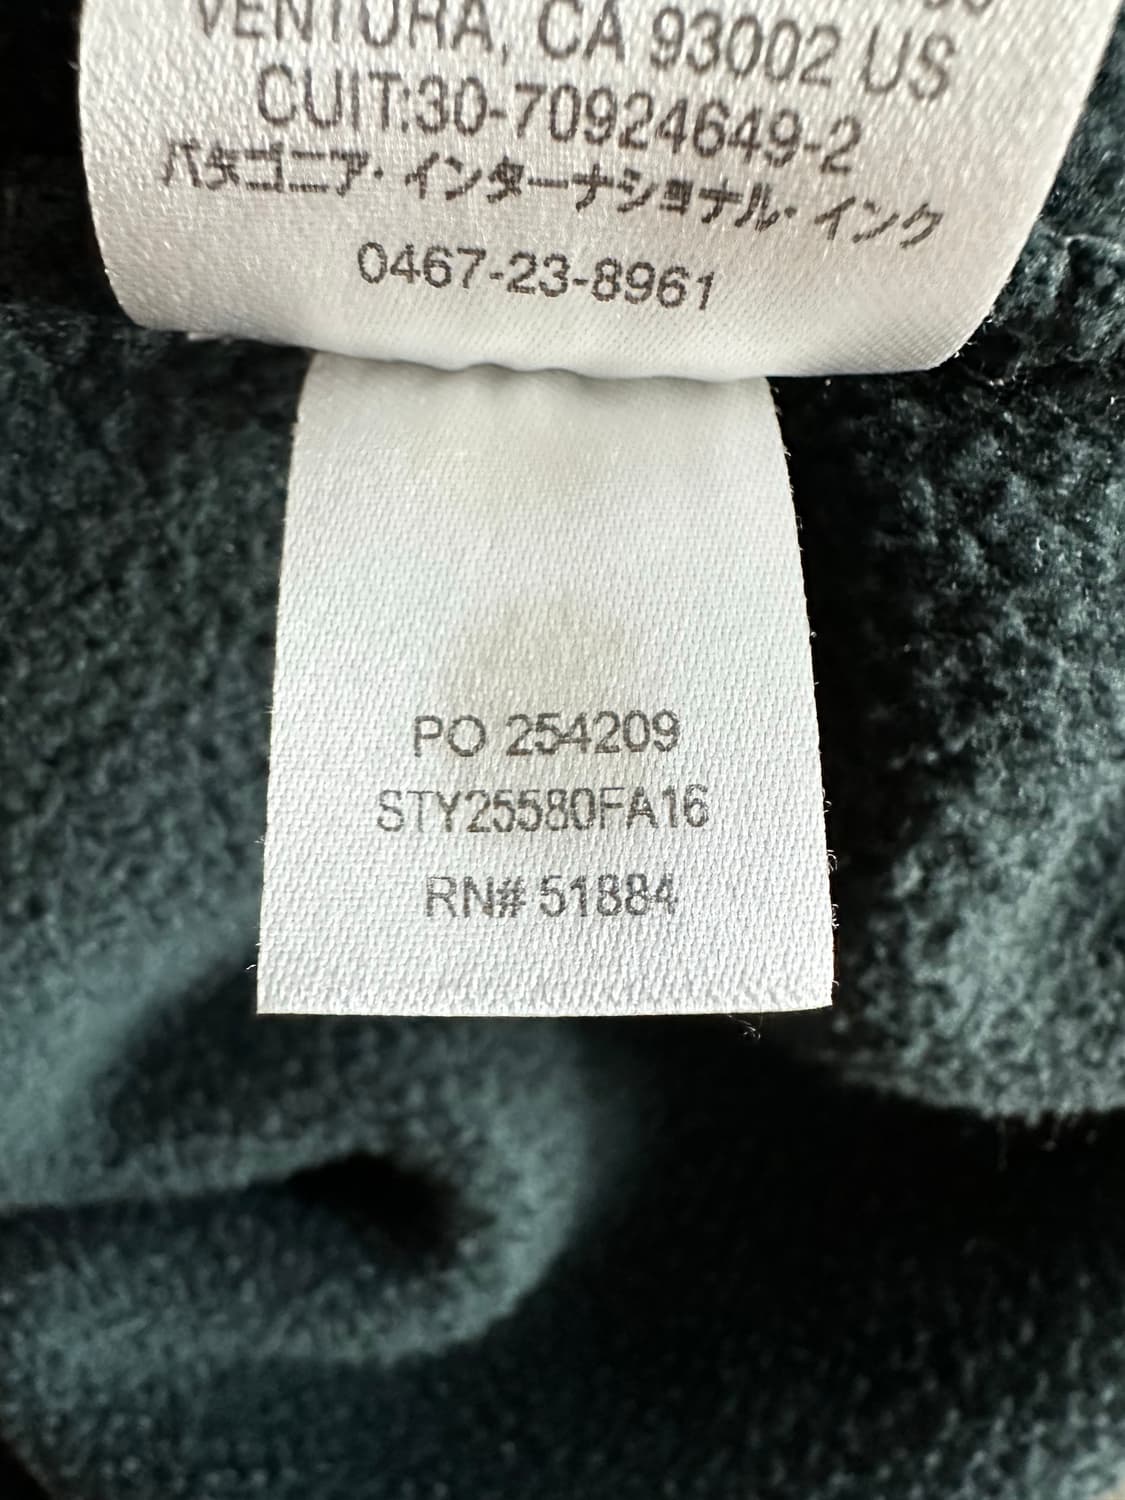 VENTURA, CA 93002 US
CUIT:30-70924649-2
パタゴニア・インターナショナル・インク
0467-23-8961
PO 254209
STY25580FA16
RN# 51884